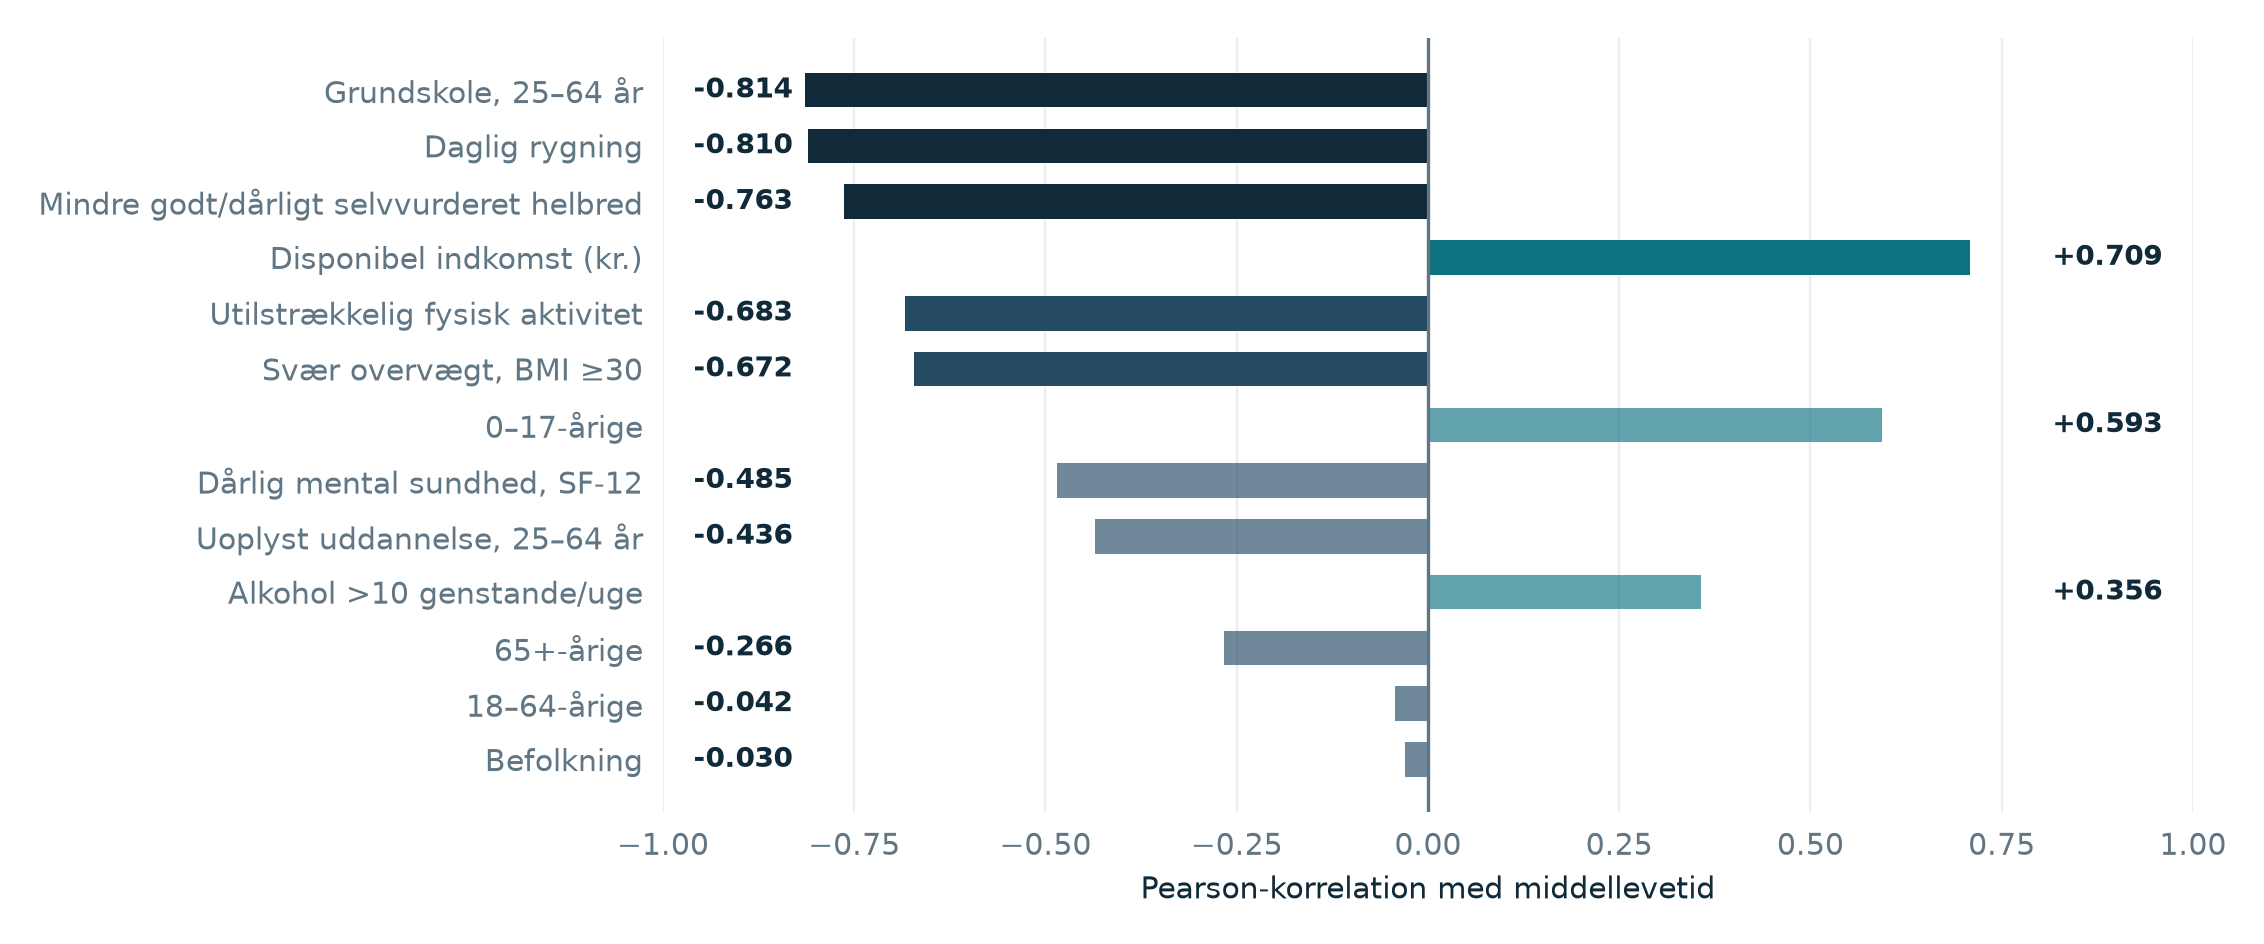 Grundskole, 25–64 år -0.814
Daglig rygning -0.810
Mindre godt/dårligt selvvurderet helbred -0.763
Disponibel indkomst (kr.) +0.709
Utilstrækkelig fysisk aktivitet -0.683
Svær overvægt, BMI ≥30 -0.672
0–17-årige +0.593
Dårlig mental sundhed, SF-12 -0.485
Uoplyst uddannelse, 25–64 år -0.436
Alkohol >10 genstande/uge +0.356
65+-årige -0.266
18–64-årige -0.042
Befolkning -0.030
−1.00 −0.75 −0.50 −0.25 0.00 0.25 0.50 0.75 1.00
Pearson-korrelation med middellevetid